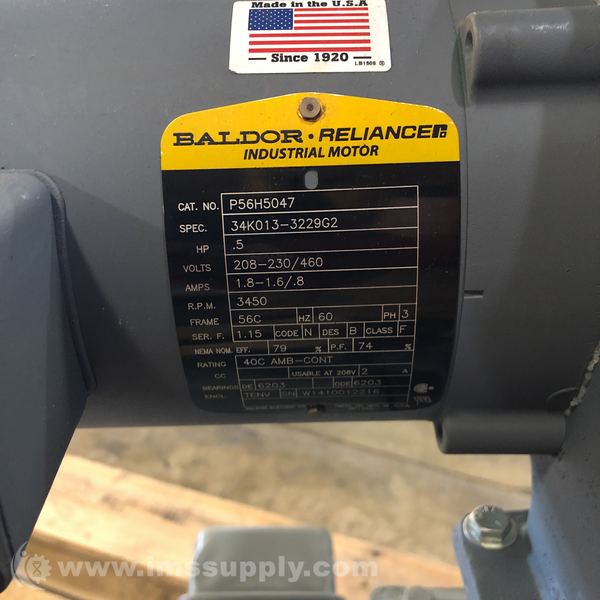 Made in the U.S.A
Since 1920
LB1506
BALDOR · RELIANCER
INDUSTRIAL MOTOR
CAT. NO. P56H5047
SPEC. 34K013-3229G2
HP .5
VOLTS 208-230/460
AMPS 1.8-1.6/.8
R.P.M. 3450
FRAME 56C HZ 60 PH 3
SER. F. 1.15 CODE N DES B CLASS F
NEMA NOM. EFF. 79 % P.F. 74 %
RATING 40C AMB-CONT
CC USABLE AT 208V 2 A
BEARINGS DE 6203 ODE 6203
ENCL. TENV SN W1410012216
www.imssupply.com